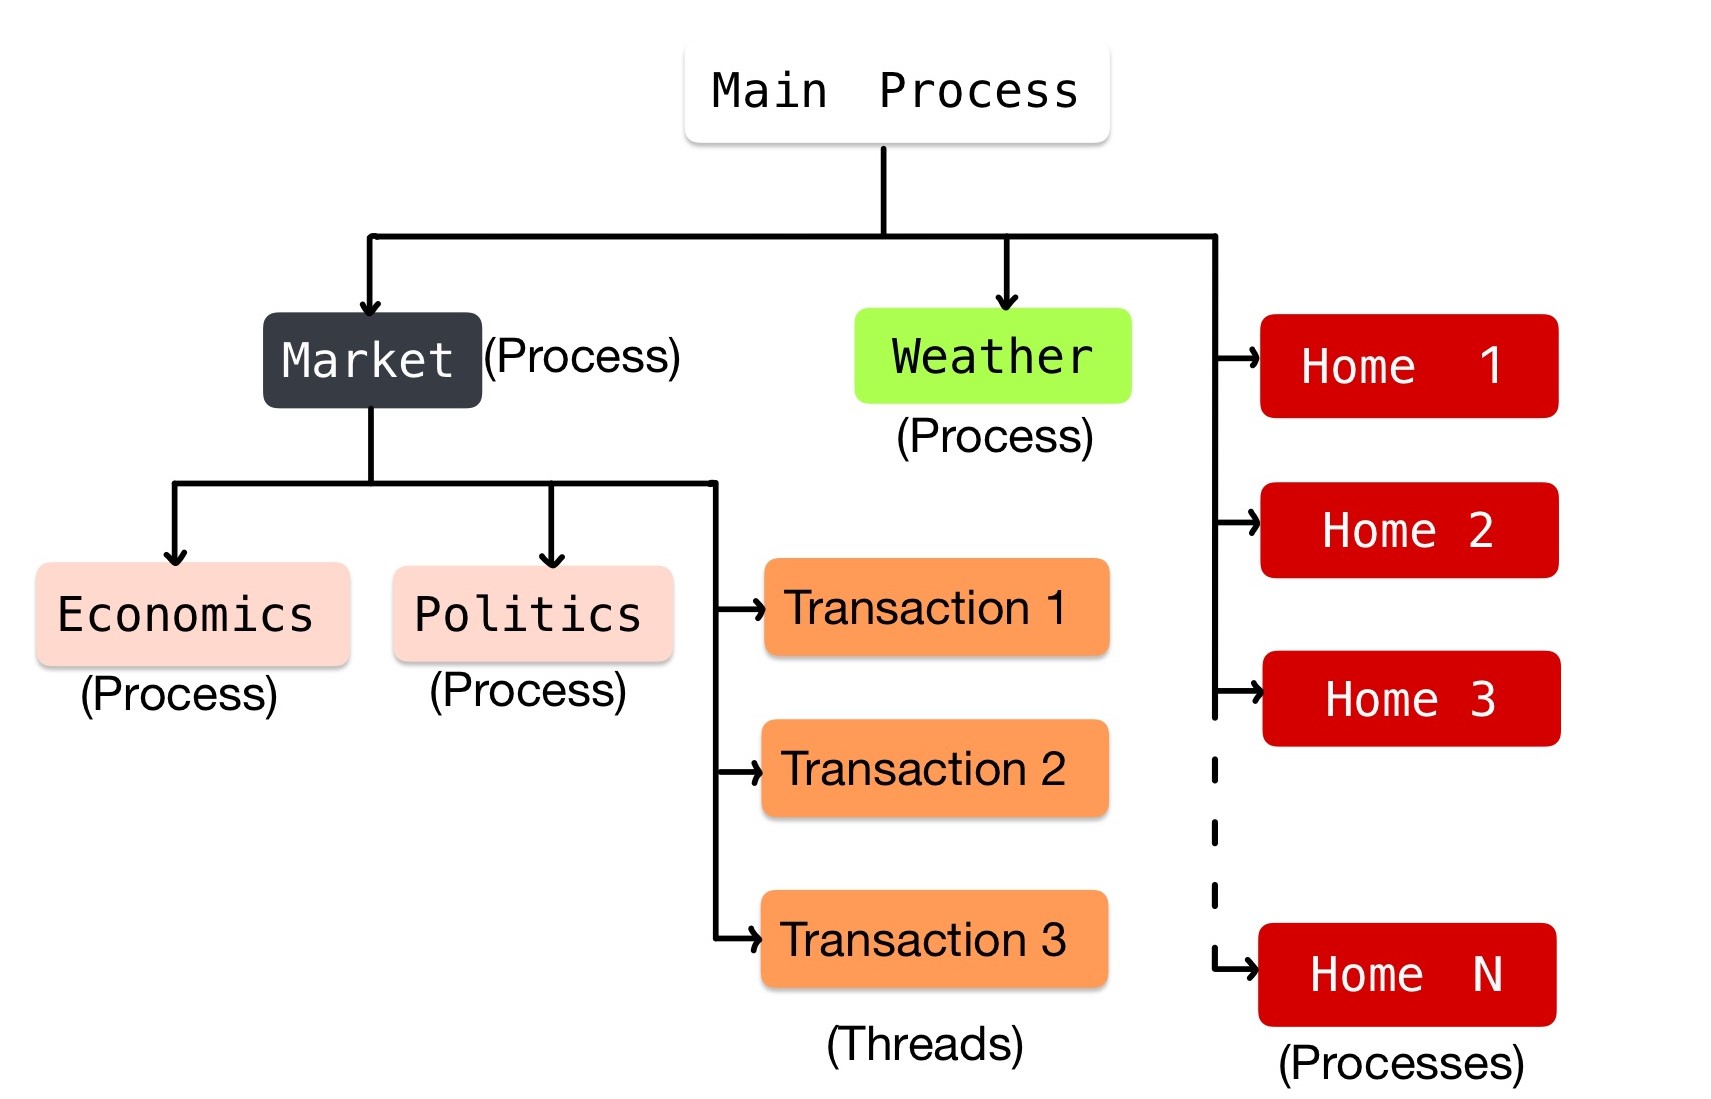 Main Process
Market (Process)
Weather
(Process)
Home 1
Home 2
Home 3
Home N
(Processes)
Economics
(Process)
Politics
(Process)
Transaction 1
Transaction 2
Transaction 3
(Threads)